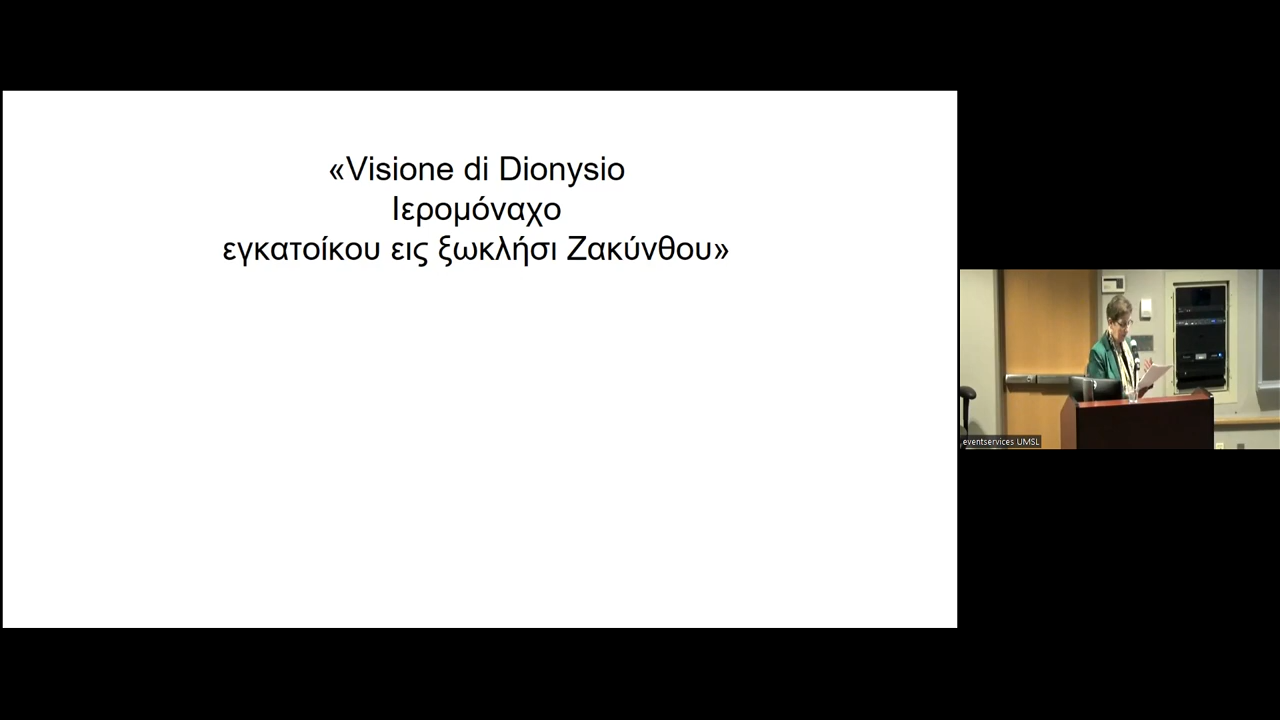 «Visione di Dionysio
Ιερομόναχο
εγκατοίκου εις ξωκλήσι Ζακύνθου»
eventservices UMSL